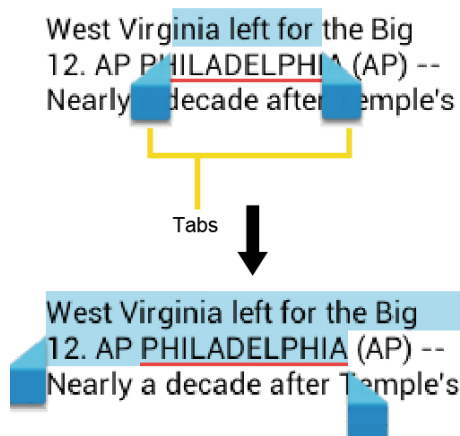 West Virginia left for the Big
12. AP PHILADELPHIA (AP) --
Nearly decade after Temple's
Tabs
West Virginia left for the Big
12. AP PHILADELPHIA (AP) --
Nearly a decade after Temple's